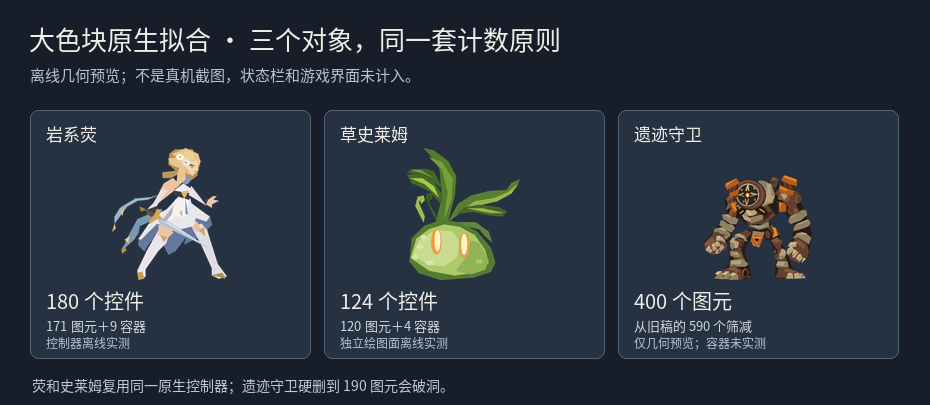 大色块原生拟合 · 三个对象，同一套计数原则
离线几何预览；不是真机截图，状态栏和游戏界面未计入。
岩系荧
180 个控件
171 图元＋9 容器
控制器离线实测
草史莱姆
124 个控件
120 图元＋4 容器
独立绘图面离线实测
遗迹守卫
400 个图元
从旧稿的 590 个筛减
仅几何预览；容器未实测
荧和史莱姆复用同一原生控制器；遗迹守卫硬删到 190 图元会破洞。